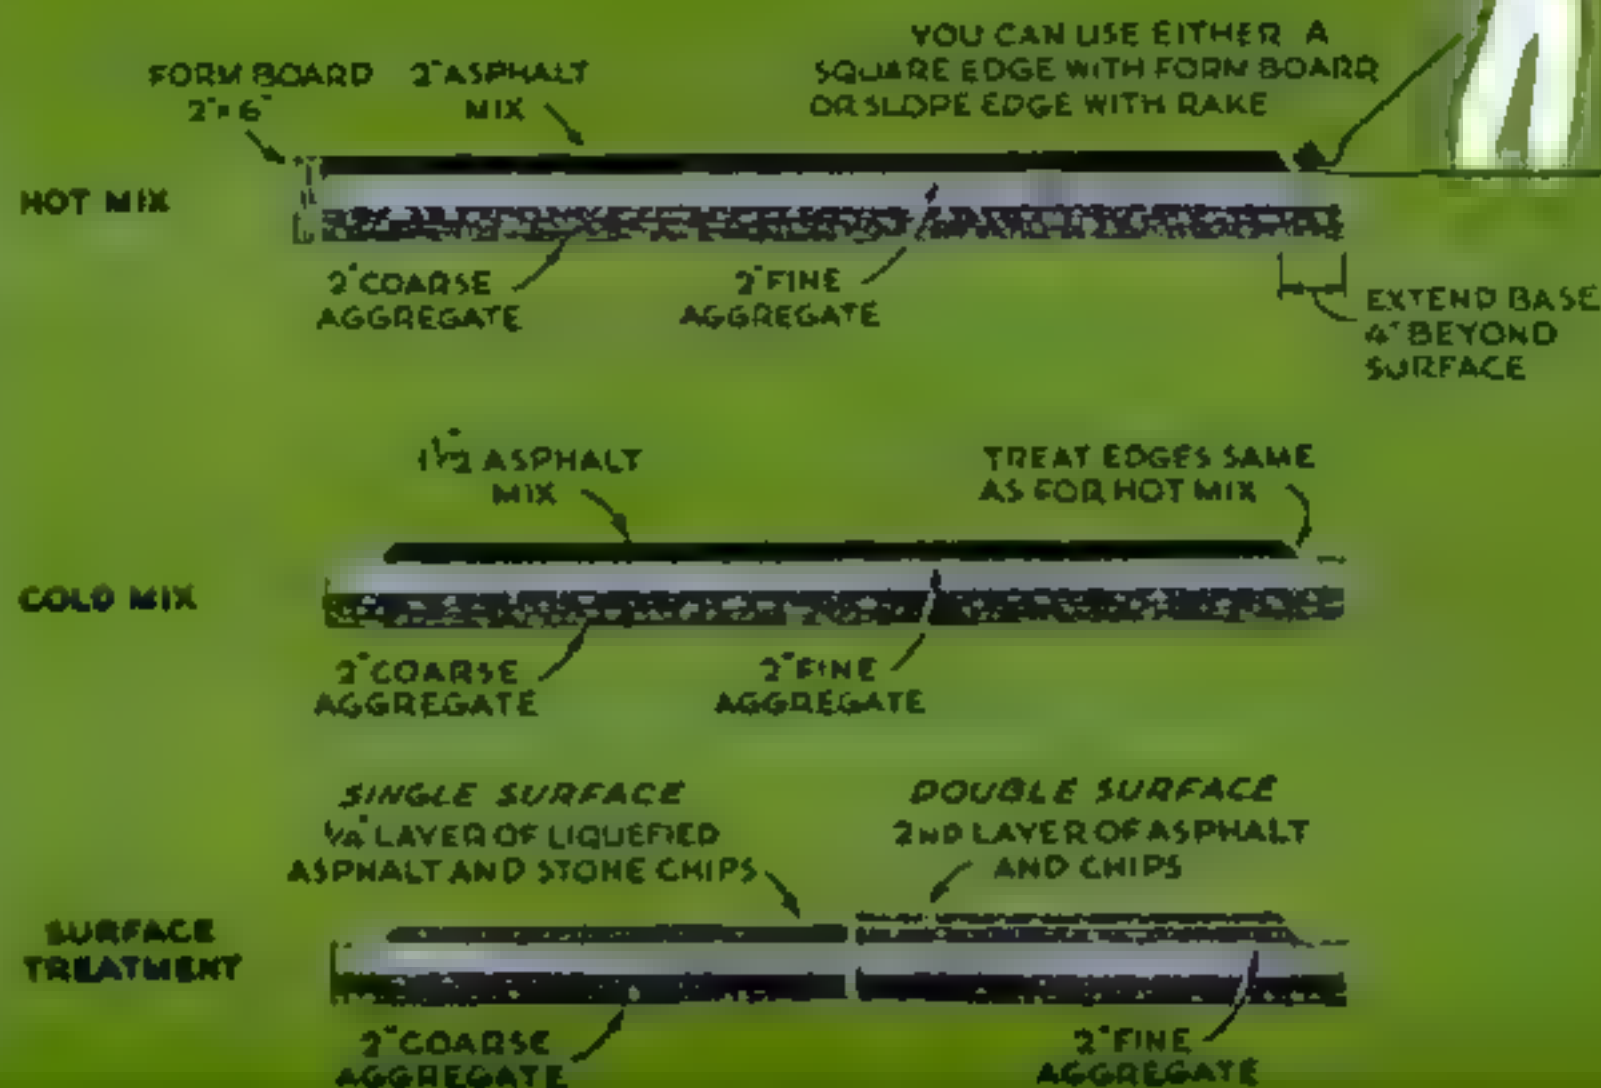 YOU CAN USE EITHER A
SQUARE EDGE WITH FORM BOARD
OR SLOPE EDGE WITH RAKE
FORM BOARD
2"×6"
2" ASPHALT
MIX
HOT MIX
2" COARSE
AGGREGATE
2" FINE
AGGREGATE
EXTEND BASE
4" BEYOND
SURFACE
1½" ASPHALT
MIX
TREAT EDGES SAME
AS FOR HOT MIX
COLD MIX
2" COARSE
AGGREGATE
2" FINE
AGGREGATE
SINGLE SURFACE
LAYER OF LIQUEFIED
ASPHALT AND STONE CHIPS
DOUBLE SURFACE
2ND LAYER OF ASPHALT
AND CHIPS
SURFACE
TREATMENT
2" COARSE
AGGREGATE
2" FINE
AGGREGATE